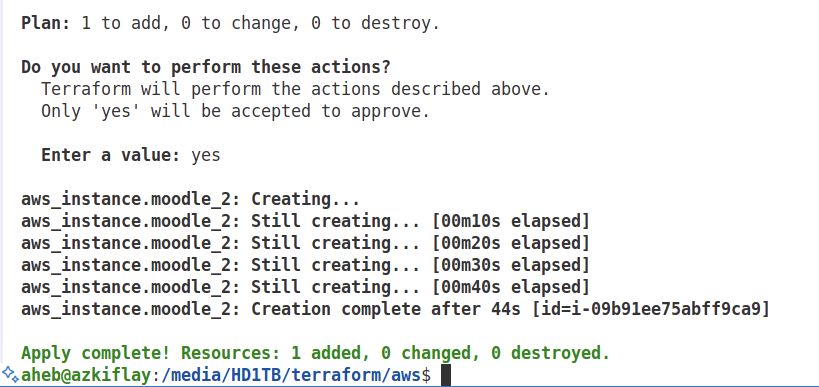 Plan: 1 to add, 0 to change, 0 to destroy.
Do you want to perform these actions?
Terraform will perform the actions described above.
Only 'yes' will be accepted to approve.
Enter a value: yes
aws_instance.moodle_2: Creating...
aws_instance.moodle_2: Still creating... [00m10s elapsed]
aws_instance.moodle_2: Still creating... [00m20s elapsed]
aws_instance.moodle_2: Still creating... [00m30s elapsed]
aws_instance.moodle_2: Still creating... [00m40s elapsed]
aws_instance.moodle_2: Creation complete after 44s [id=i-09b91ee75abff9ca9]
Apply complete! Resources: 1 added, 0 changed, 0 destroyed.
aheb@azkiflay:/media/HD1TB/terraform/aws$